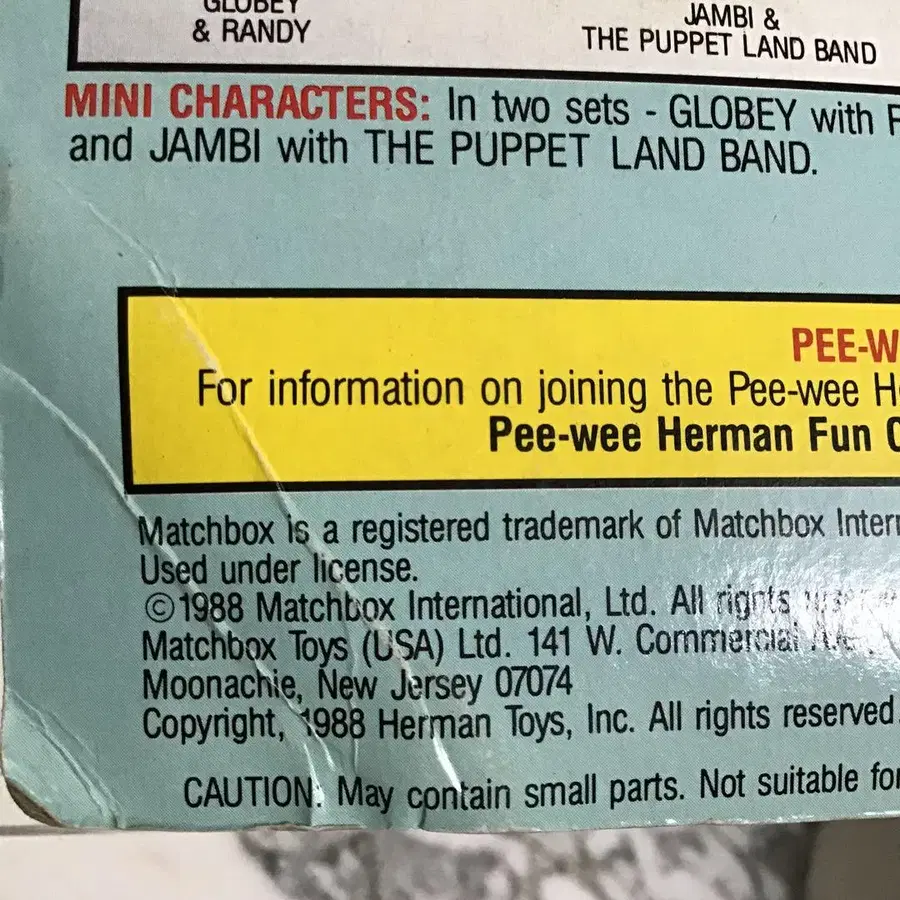 GLOBEY
& RANDY
JAMBI &
THE PUPPET LAND BAND
MINI CHARACTERS: In two sets - GLOBEY with
and JAMBI with THE PUPPET LAND BAND.
PEE-W
For information on joining the Pee-wee H
Pee-wee Herman Fun C
Matchbox is a registered trademark of Matchbox Intern
Used under license.
©1988 Matchbox International, Ltd. All rights
Matchbox Toys (USA) Ltd. 141 W. Commercial Ave.
Moonachie, New Jersey 07074
Copyright, 1988 Herman Toys, Inc. All rights reserved.
CAUTION: May contain small parts. Not suitable for